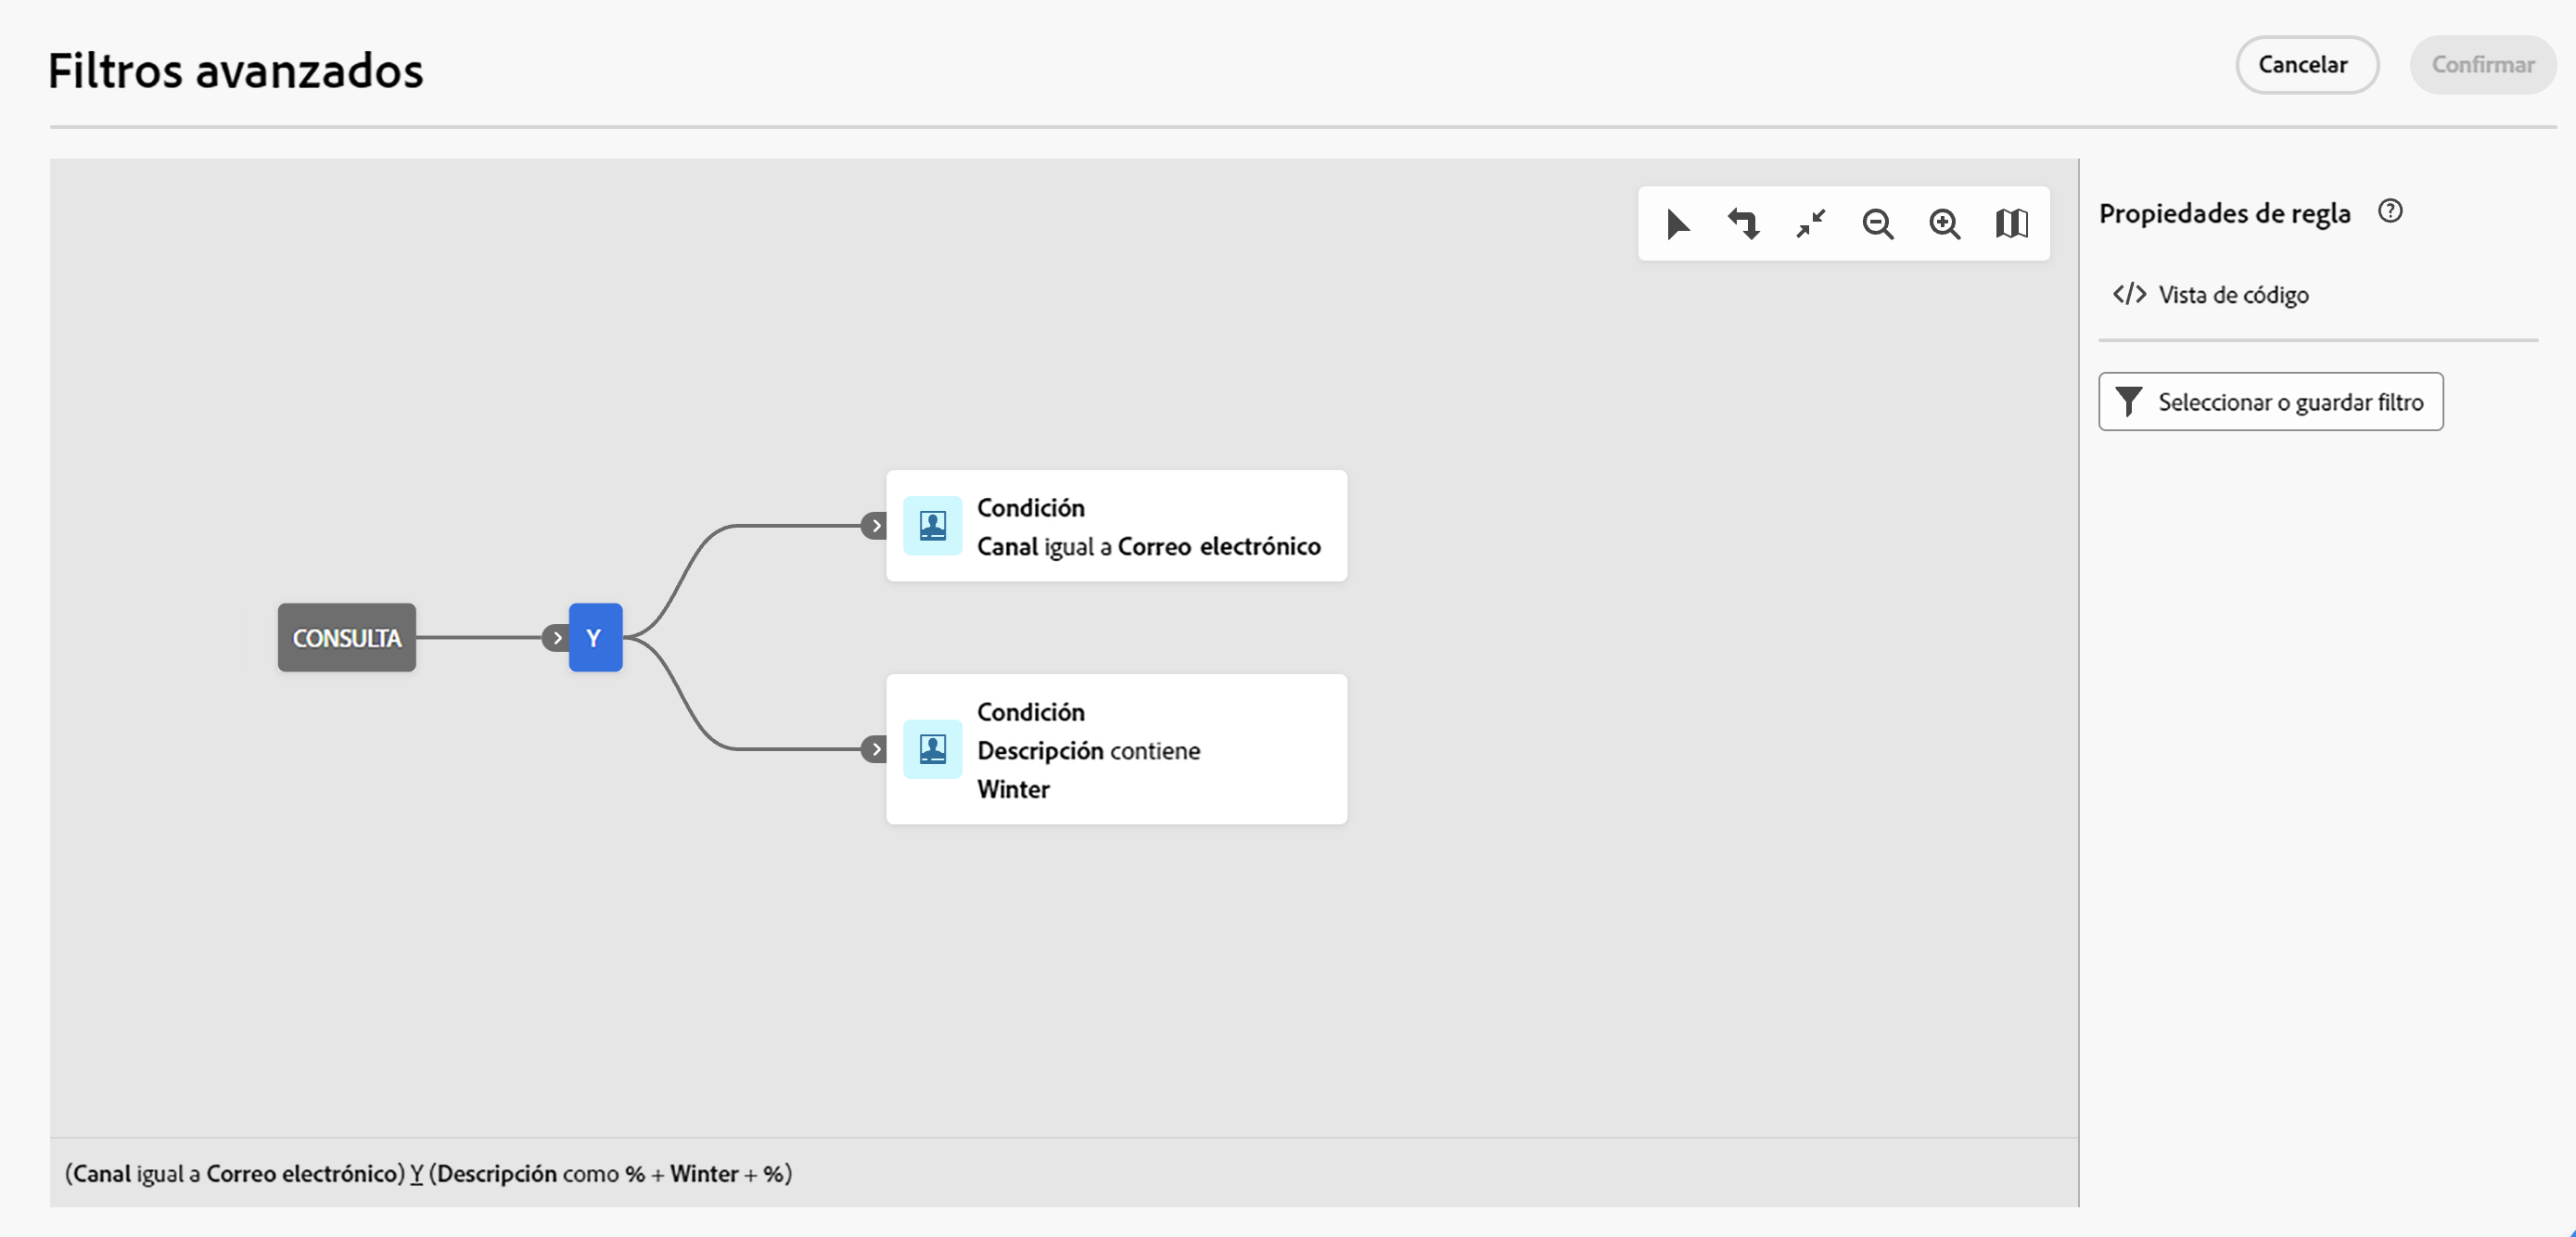 Filtros avanzados
Cancelar
Confirmar
Propiedades de regla
Vista de código
Seleccionar o guardar filtro
Condición
Canal igual a Correo electrónico
CONSULTA
Y
Condición
Descripción contiene
Winter
(Canal igual a Correo electrónico) Y (Descripción como % + Winter + %)